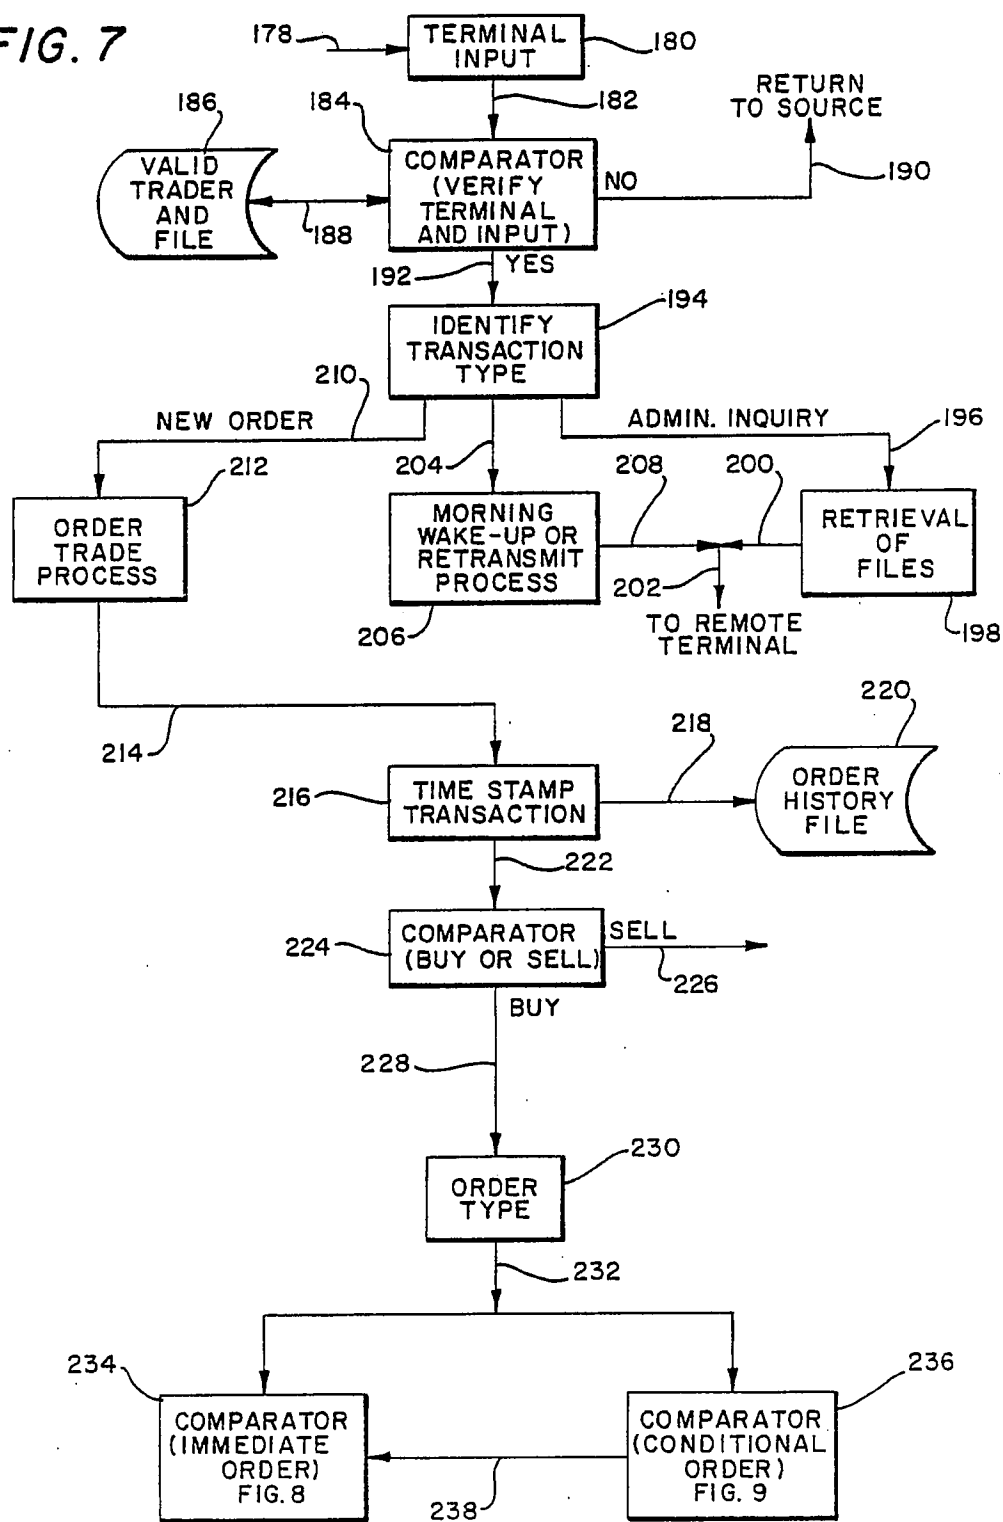 FIG. 7
178
TERMINAL
INPUT
180
182
RETURN
TO SOURCE
186
184
VALID
TRADER
AND
FILE
188
COMPARATOR
(VERIFY
TERMINAL
AND INPUT)
NO
190
192
YES
194
IDENTIFY
TRANSACTION
TYPE
210
NEW ORDER
ADMIN. INQUIRY
196
212
204
208
200
ORDER
TRADE
PROCESS
MORNING
WAKE-UP OR
RETRANSMIT
PROCESS
RETRIEVAL
OF
FILES
202
206
TO REMOTE
TERMINAL
198
214
218
220
216
TIME STAMP
TRANSACTION
ORDER
HISTORY
FILE
222
224
COMPARATOR
(BUY OR SELL)
SELL
226
BUY
228
230
ORDER
TYPE
232
234
236
COMPARATOR
(IMMEDIATE
ORDER)
FIG. 8
COMPARATOR
(CONDITIONAL
ORDER)
FIG. 9
238